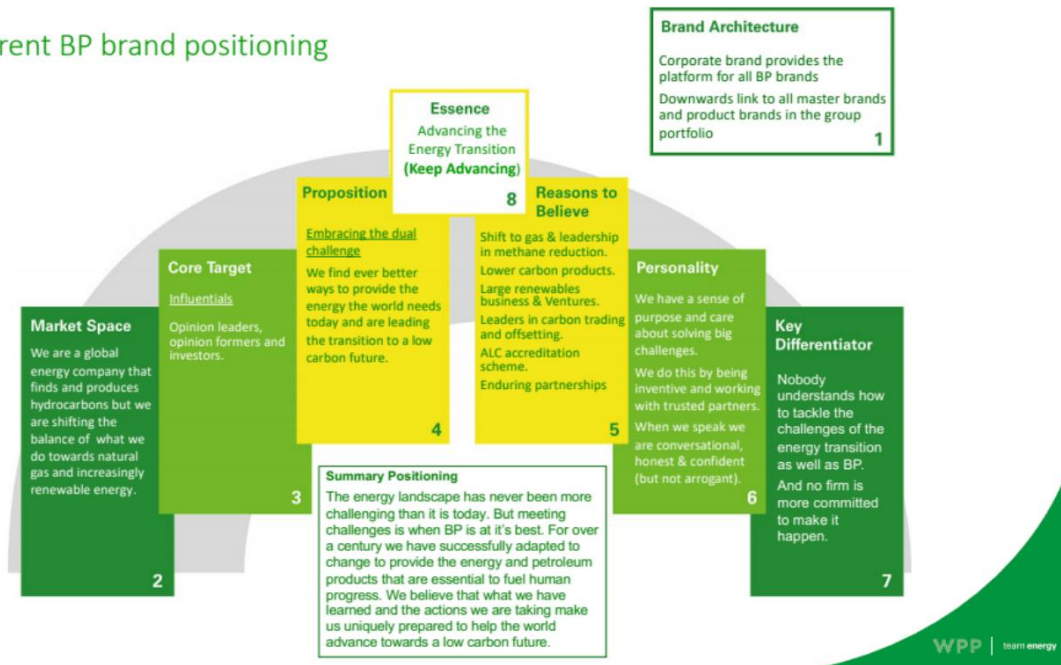 rent BP brand positioning
Brand Architecture
Corporate brand provides the
platform for all BP brands
Downwards link to all master brands
and product brands in the group
portfolio
1
Essence
Advancing the
Energy Transition
(Keep Advancing)
8
Proposition
Embracing the dual
challenge
We find ever better
ways to provide the
energy the world needs
today and are leading
the transition to a low
carbon future.
4
Reasons to
Believe
Shift to gas & leadership
in methane reduction.
Lower carbon products.
Large renewables
business & Ventures.
Leaders in carbon trading
and offsetting.
ALC accreditation
scheme.
Enduring partnerships
5
Core Target
Influentials
Opinion leaders,
opinion formers and
investors.
3
Personality
We have a sense of
purpose and care
about solving big
challenges.
We do this by being
inventive and working
with trusted partners.
When we speak we
are conversational,
honest & confident
(but not arrogant).
6
Market Space
We are a global
energy company that
finds and produces
hydrocarbons but we
are shifting the
balance of what we
do towards natural
gas and increasingly
renewable energy.
2
Key
Differentiator
Nobody
understands how
to tackle the
challenges of the
energy transition
as well as BP.
And no firm is
more committed
to make it
happen.
7
Summary Positioning
The energy landscape has never been more
challenging than it is today. But meeting
challenges is when BP is at it's best. For over
a century we have successfully adapted to
change to provide the energy and petroleum
products that are essential to fuel human
progress. We believe that what we have
learned and the actions we are taking make
us uniquely prepared to help the world
advance towards a low carbon future.
WPP | team energy